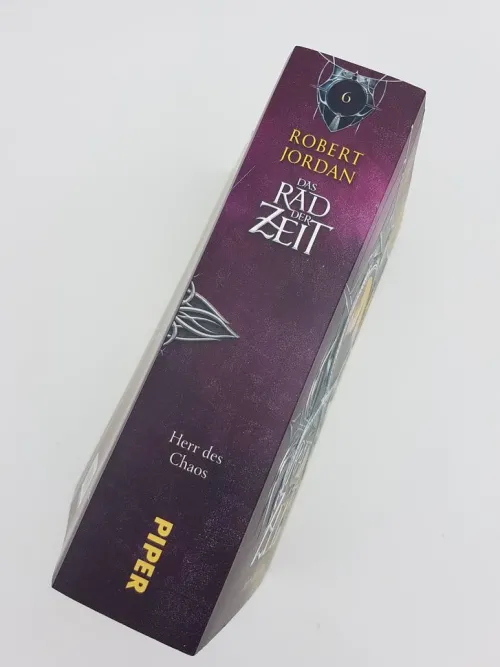 6
ROBERT
JORDAN
DAS
RAD
DER
ZEIT
Herr des
Chaos
PIPER